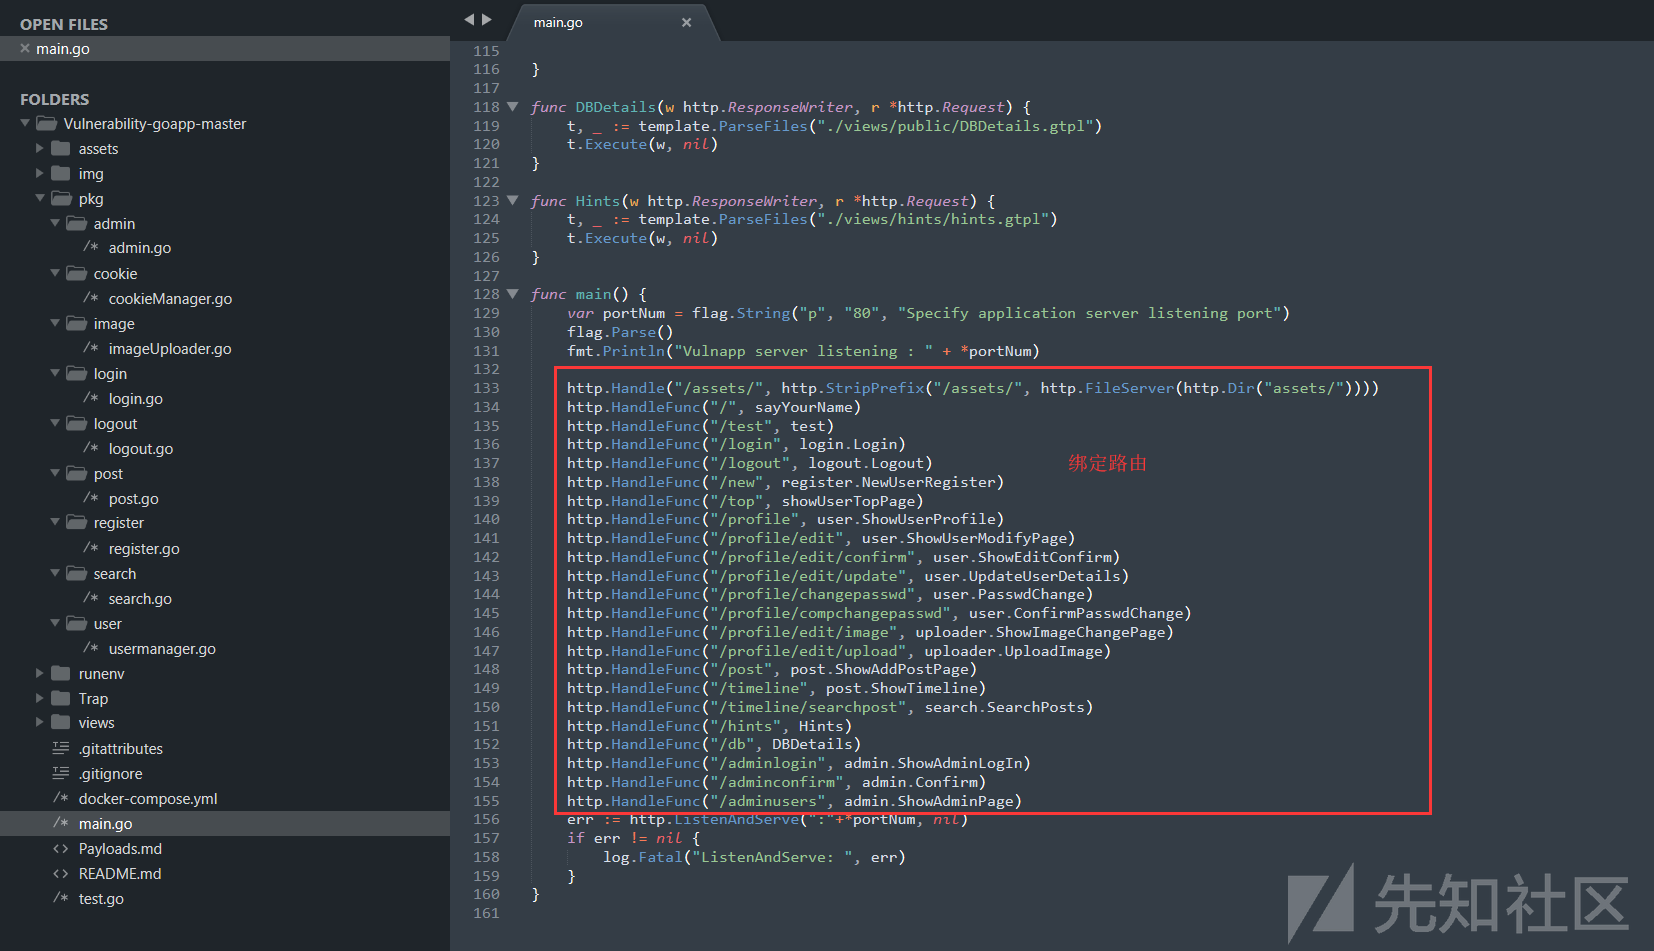 OPEN FILES
main.go
FOLDERS
Vulnerability-goapp-master
assets
img
pkg
admin
/* admin.go
cookie
/* cookieManager.go
image
/* imageUploader.go
login
/* login.go
logout
/* logout.go
post
/* post.go
register
/* register.go
search
/* search.go
user
/* usermanager.go
runenv
Trap
views
.gitattributes
.gitignore
/* docker-compose.yml
/* main.go
<> Payloads.md
<> README.md
/* test.go
main.go
115
116 }
117
118 func DBDetails(w http.ResponseWriter, r *http.Request) {
119 t, _ := template.ParseFiles("./views/public/DBDetails.gtpl")
120 t.Execute(w, nil)
121 }
122
123 func Hints(w http.ResponseWriter, r *http.Request) {
124 t, _ := template.ParseFiles("./views/hints/hints.gtpl")
125 t.Execute(w, nil)
126 }
127
128 func main() {
129 var portNum = flag.String("p", "80", "Specify application server listening port")
130 flag.Parse()
131 fmt.Println("Vulnapp server listening : " + *portNum)
132
133 http.Handle("/assets/", http.StripPrefix("/assets/", http.FileServer(http.Dir("assets/"))))
134 http.HandleFunc("/", sayYourName)
135 http.HandleFunc("/test", test)
136 http.HandleFunc("/login", login.Login)
137 http.HandleFunc("/logout", logout.Logout)
绑定路由
138 http.HandleFunc("/new", register.NewUserRegister)
139 http.HandleFunc("/top", showUserTopPage)
140 http.HandleFunc("/profile", user.ShowUserProfile)
141 http.HandleFunc("/profile/edit", user.ShowUserModifyPage)
142 http.HandleFunc("/profile/edit/confirm", user.ShowEditConfirm)
143 http.HandleFunc("/profile/edit/update", user.UpdateUserDetails)
144 http.HandleFunc("/profile/changepasswd", user.PasswdChange)
145 http.HandleFunc("/profile/compchangepasswd", user.ConfirmPasswdChange)
146 http.HandleFunc("/profile/edit/image", uploader.ShowImageChangePage)
147 http.HandleFunc("/profile/edit/upload", uploader.UploadImage)
148 http.HandleFunc("/post", post.ShowAddPostPage)
149 http.HandleFunc("/timeline", post.ShowTimeline)
150 http.HandleFunc("/timeline/searchpost", search.SearchPosts)
151 http.HandleFunc("/hints", Hints)
152 http.HandleFunc("/db", DBDetails)
153 http.HandleFunc("/adminlogin", admin.ShowAdminLogIn)
154 http.HandleFunc("/adminconfirm", admin.Confirm)
155 http.HandleFunc("/adminusers", admin.ShowAdminPage)
156 err := http.ListenAndServe(":"+*portNum, nil)
157 if err != nil {
158 log.Fatal("ListenAndServe: ", err)
159 }
160 }
161
先知社区